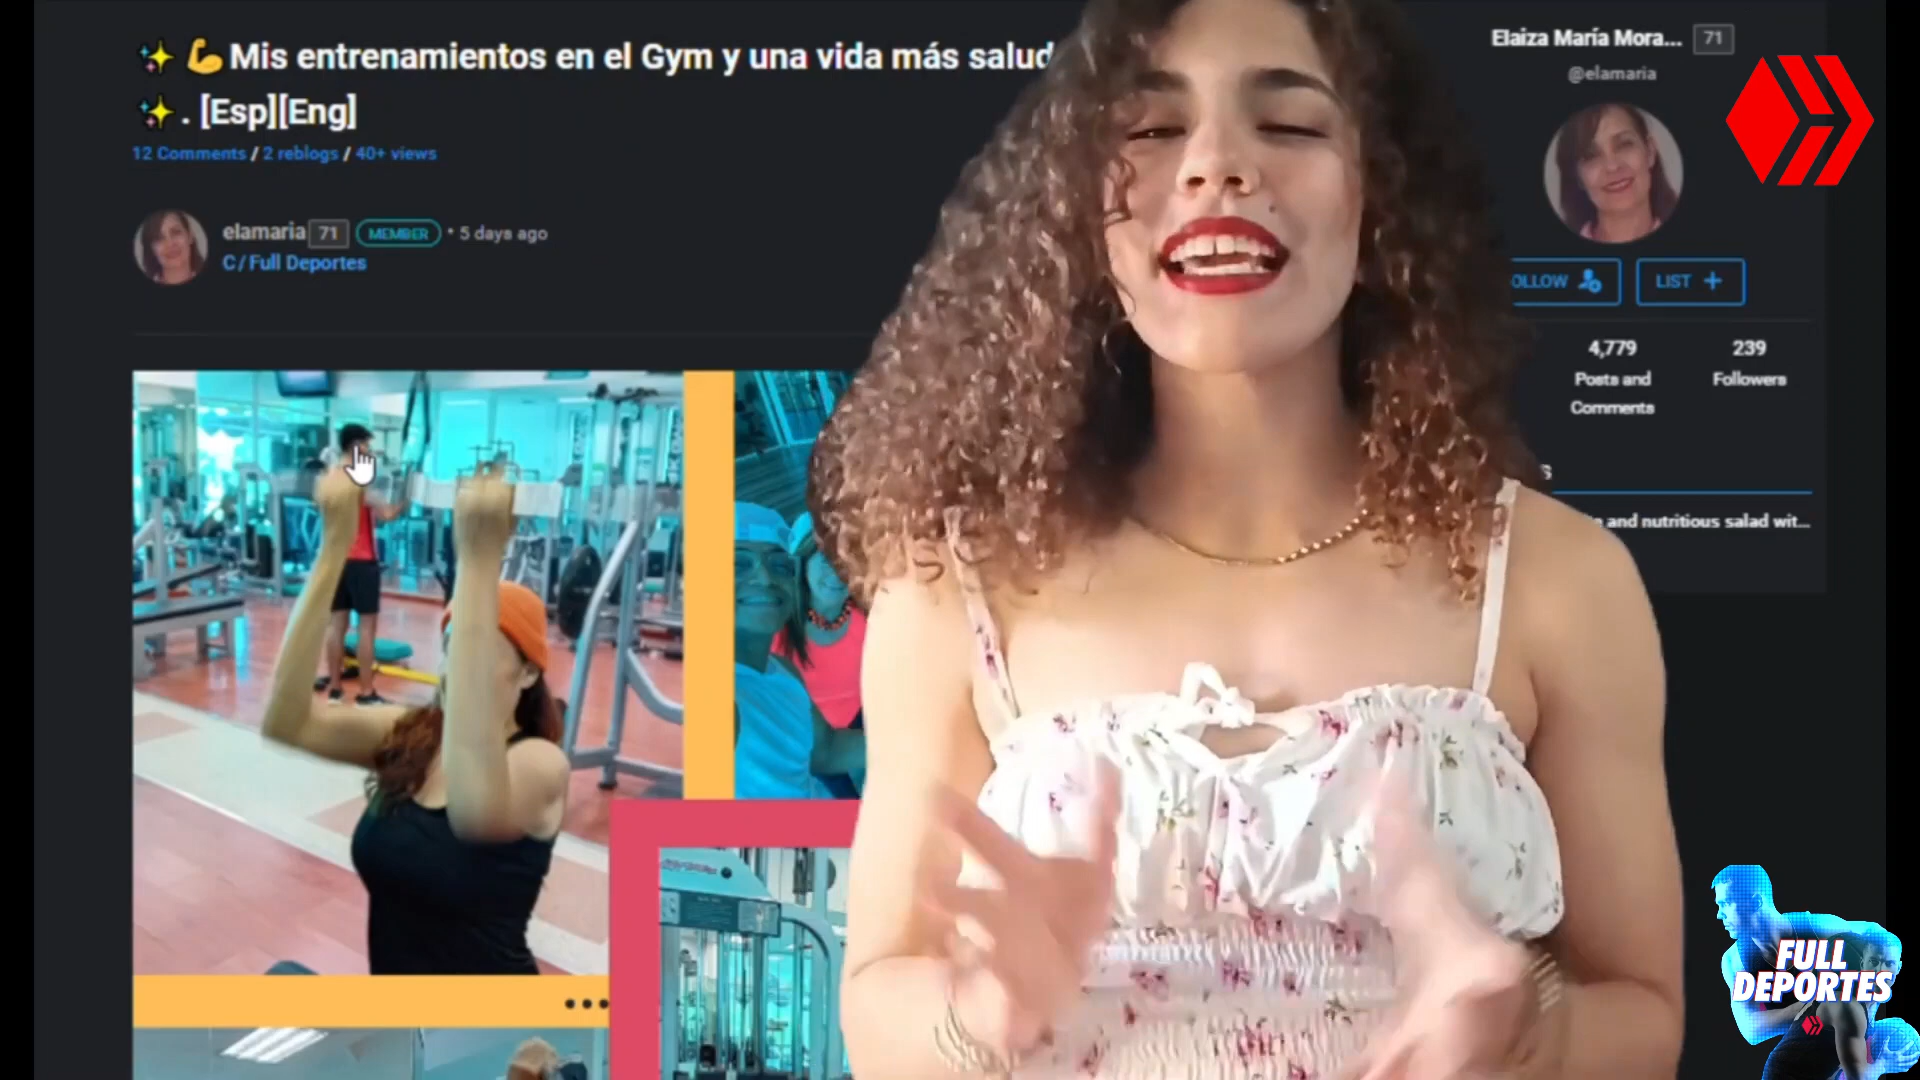 Mis entrenamientos en el Gym y una vida más salud
. [Esp][Eng]
12 Comments / 2 reblogs / 40+ views
elamaria 71 MEMBER • 5 days ago
C/Full Deportes
Elaiza María Mora... 71
@elamaria
OLLOW
LIST +
4,779
Posts and
Comments
239
Followers
s
and nutritious salad wit...
FULL
DEPORTES